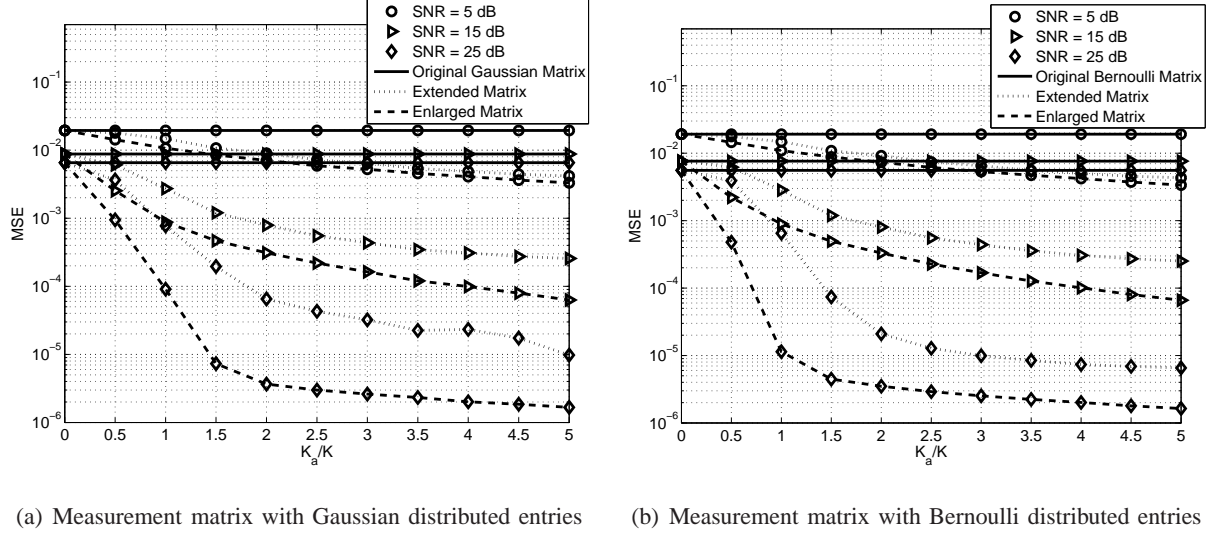 SNR = 5 dB
SNR = 15 dB
SNR = 25 dB
Original Gaussian Matrix
Extended Matrix
Enlarged Matrix
10^−1
10^−2
10^−3
10^−4
10^−5
10^−6
MSE
0 0.5 1 1.5 2 2.5 3 3.5 4 4.5 5
K_a/K
(a) Measurement matrix with Gaussian distributed entries
SNR = 5 dB
SNR = 15 dB
SNR = 25 dB
Original Bernoulli Matrix
Extended Matrix
Enlarged Matrix
10^−1
10^−2
10^−3
10^−4
10^−5
10^−6
MSE
0 0.5 1 1.5 2 2.5 3 3.5 4 4.5 5
K_a/K
(b) Measurement matrix with Bernoulli distributed entries